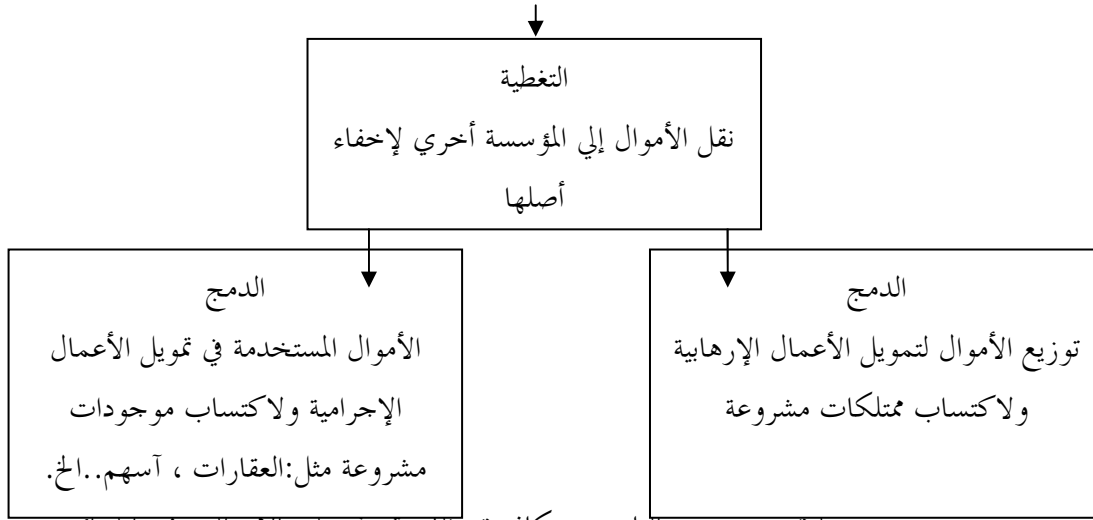 التغطية
نقل الأموال إلي المؤسسة أخري لإخفاء
أصلها
الدمج
توزيع الأموال لتمويل الأعمال الإرهابية
ولاكتساب ممتلكات مشروعة
الدمج
الأموال المستخدمة في تمويل الأعمال
الإجرامية ولاكتساب موجودات
مشروعة مثل:العقارات ، آسهم..الخ.